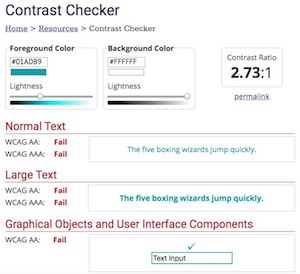 Contrast Checker
Home > Resources > Contrast Checker
Foreground Color
#01ADB9
Lightness
Background Color
#FFFFFF
Lightness
Contrast Ratio
2.73:1
permalink
Normal Text
WCAG AA: Fail
WCAG AAA: Fail
The five boxing wizards jump quickly.
Large Text
WCAG AA: Fail
WCAG AAA: Fail
The five boxing wizards jump quickly.
Graphical Objects and User Interface Components
WCAG AA: Fail
✓
Text Input